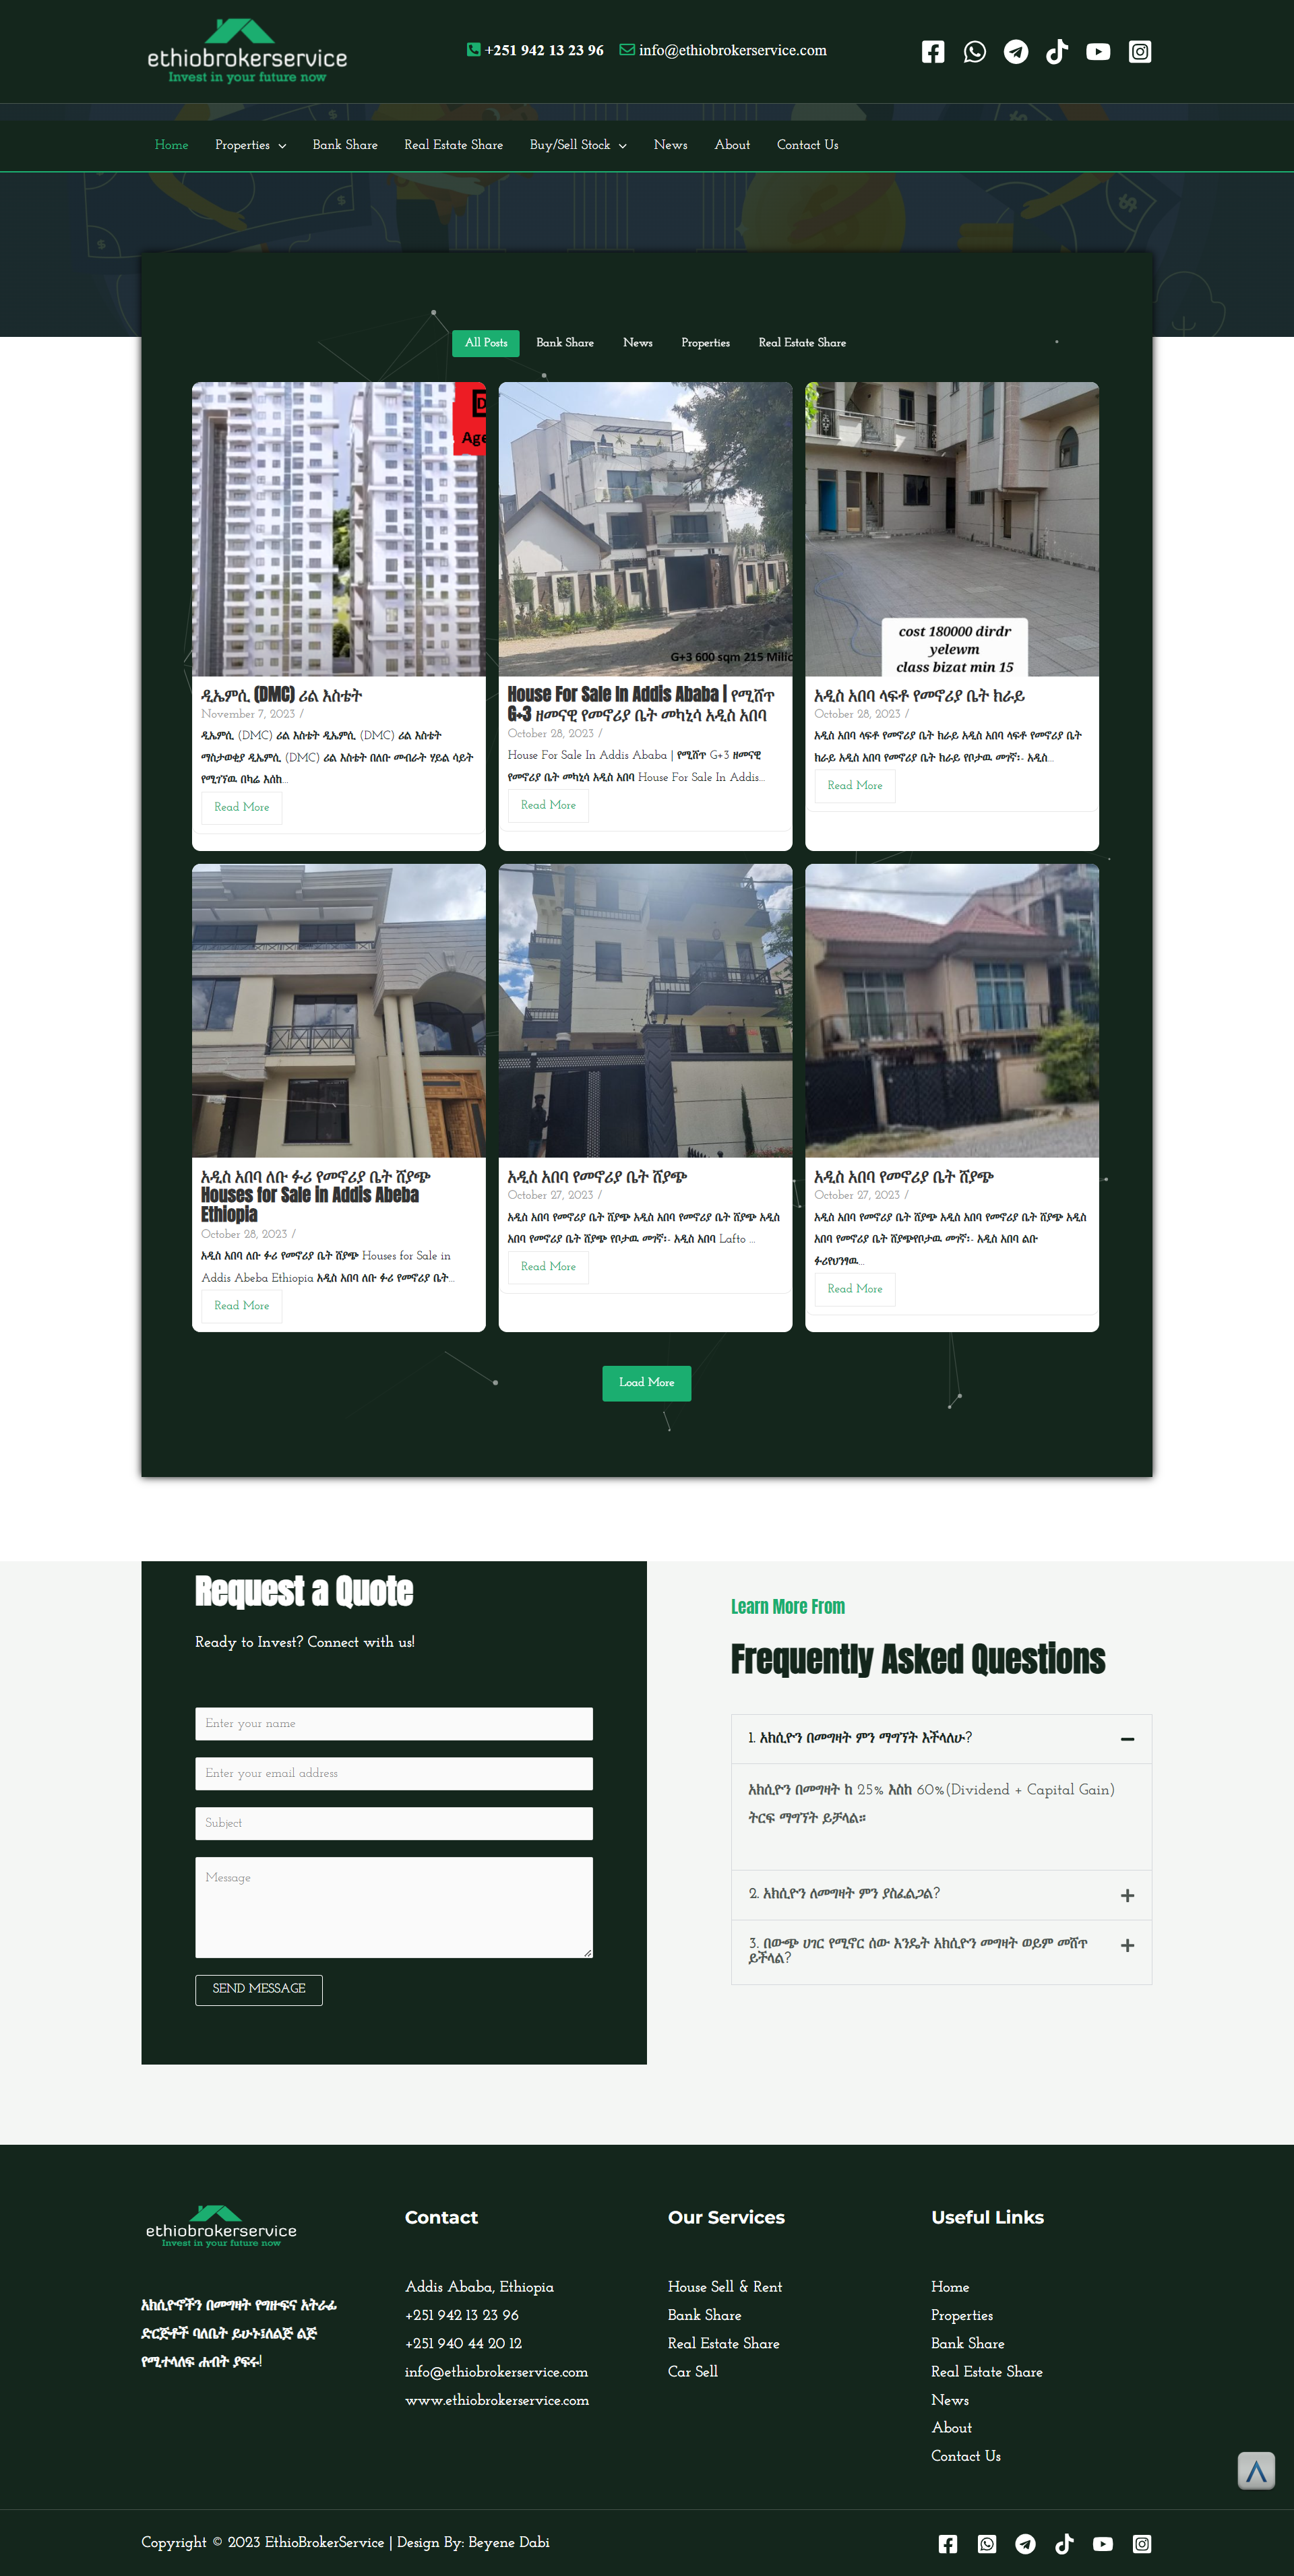 ethiobrokerservice
Invest in your future now
+251 942 13 23 96 info@ethiobrokerservice.com
Home Properties Bank Share Real Estate Share Buy/Sell Stock News About Contact Us
All Posts Bank Share News Properties Real Estate Share
D
Age
G+3 600 sqm 215 Milic
cost 180000 dirdr
yelewm
class bizat min 15
ዲኤምሲ (DMC) ሪል እስቴት
November 7, 2023 /
ዲኤምሲ (DMC) ሪል እስቴት ዲኤምሲ (DMC) ሪል እስቴት
ማስታወቂያ ዲኤምሲ (DMC) ሪል እስቴት በለቡ መብራት ሃይል ሳይት
የሚገኘዉ በካሬ እስከ...
Read More
House For Sale In Addis Ababa | የሚሸጥ
G+3 ዘመናዊ የመኖሪያ ቤት መካኒሳ አዲስ አበባ
October 28, 2023 /
House For Sale In Addis Ababa | የሚሸጥ G+3 ዘመናዊ
የመኖሪያ ቤት መካኒሳ አዲስ አበባ House For Sale In Addis...
Read More
አዲስ አበባ ላፍቶ የመኖሪያ ቤት ክራይ
October 28, 2023 /
አዲስ አበባ ላፍቶ የመኖሪያ ቤት ክራይ አዲስ አበባ ላፍቶ የመኖሪያ ቤት
ክራይ አዲስ አበባ የመኖሪያ ቤት ክራይ የቦታዉ መገኛ፡- አዲስ...
Read More
አዲስ አበባ ለቡ ፉሪ የመኖሪያ ቤት ሽያጭ
Houses for Sale in Addis Abeba
Ethiopia
October 28, 2023 /
አዲስ አበባ ለቡ ፉሪ የመኖሪያ ቤት ሽያጭ Houses for Sale in
Addis Abeba Ethiopia አዲስ አበባ ለቡ ፉሪ የመኖሪያ ቤት...
Read More
አዲስ አበባ የመኖሪያ ቤት ሽያጭ
October 27, 2023 /
አዲስ አበባ የመኖሪያ ቤት ሽያጭ አዲስ አበባ የመኖሪያ ቤት ሽያጭ አዲስ
አበባ የመኖሪያ ቤት ሽያጭ የቦታዉ መገኛ፡- አዲስ አበባ Lafto ...
Read More
አዲስ አበባ የመኖሪያ ቤት ሽያጭ
October 27, 2023 /
አዲስ አበባ የመኖሪያ ቤት ሽያጭ አዲስ አበባ የመኖሪያ ቤት ሽያጭ አዲስ
አበባ የመኖሪያ ቤት ሽያጭየቦታዉ መገኛ፡- አዲስ አበባ ልቡ
ፉሪየህንፃዉ...
Read More
Load More
Request a Quote
Ready to Invest? Connect with us!
Enter your name
Enter your email address
Subject
Message
SEND MESSAGE
Learn More From
Frequently Asked Questions
1. አክሲዮን በመግዛት ምን ማግኘት እችላለሁ?
አክሲዮን በመግዛት ከ 25% እስከ 60%(Dividend + Capital Gain)
ትርፍ ማግኘት ይቻላል።
2. አክሲዮን ለመግዛት ምን ያስፈልጋል?
3. በውጭ ሀገር የሚኖር ሰው እንዴት አክሲዮን መግዛት ወይም መሸጥ
ይችላል?
ethiobrokerservice
Invest in your future now
አክሲዮኖችን በመግዛት የግዙፍና አትራፊ
ድርጅቶች ባለቤት ይሁኑ፤ለልጅ ልጅ
የሚተላለፍ ሐብት ያፍሩ!
Contact
Addis Ababa, Ethiopia
+251 942 13 23 96
+251 940 44 20 12
info@ethiobrokerservice.com
www.ethiobrokerservice.com
Our Services
House Sell & Rent
Bank Share
Real Estate Share
Car Sell
Useful Links
Home
Properties
Bank Share
Real Estate Share
News
About
Contact Us
Copyright © 2023 EthioBrokerService | Design By: Beyene Dabi